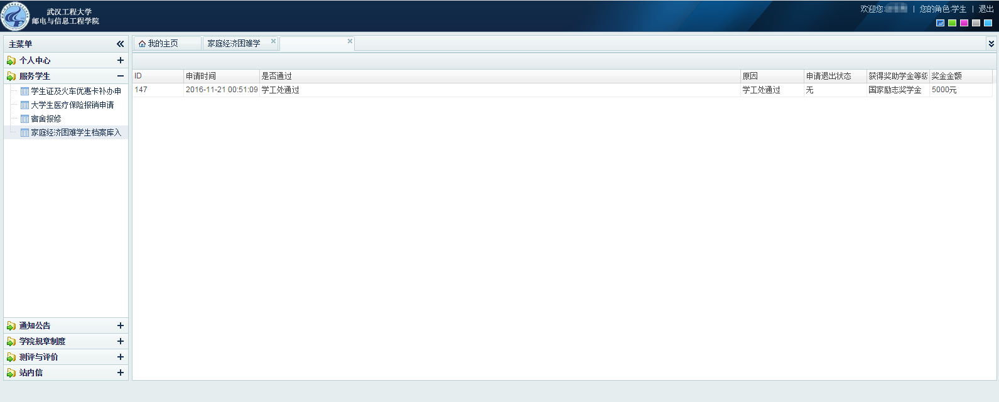 武汉工程大学
邮电与信息工程学院
欢迎您: | 您的角色:学生 | 退出
主菜单
个人中心
服务学生
学生证及火车优惠卡补办申
大学生医疗保险报销申请
宿舍报修
家庭经济困难学生档案库入
通知公告
学院规章制度
测评与评价
站内信
我的主页 家庭经济困难学
ID 申请时间 是否通过 原因 申请退出状态 获得奖助学金等级 奖金金额
147 2016-11-21 00:51:09 学工处通过 学工处通过 无 国家励志奖学金 5000元